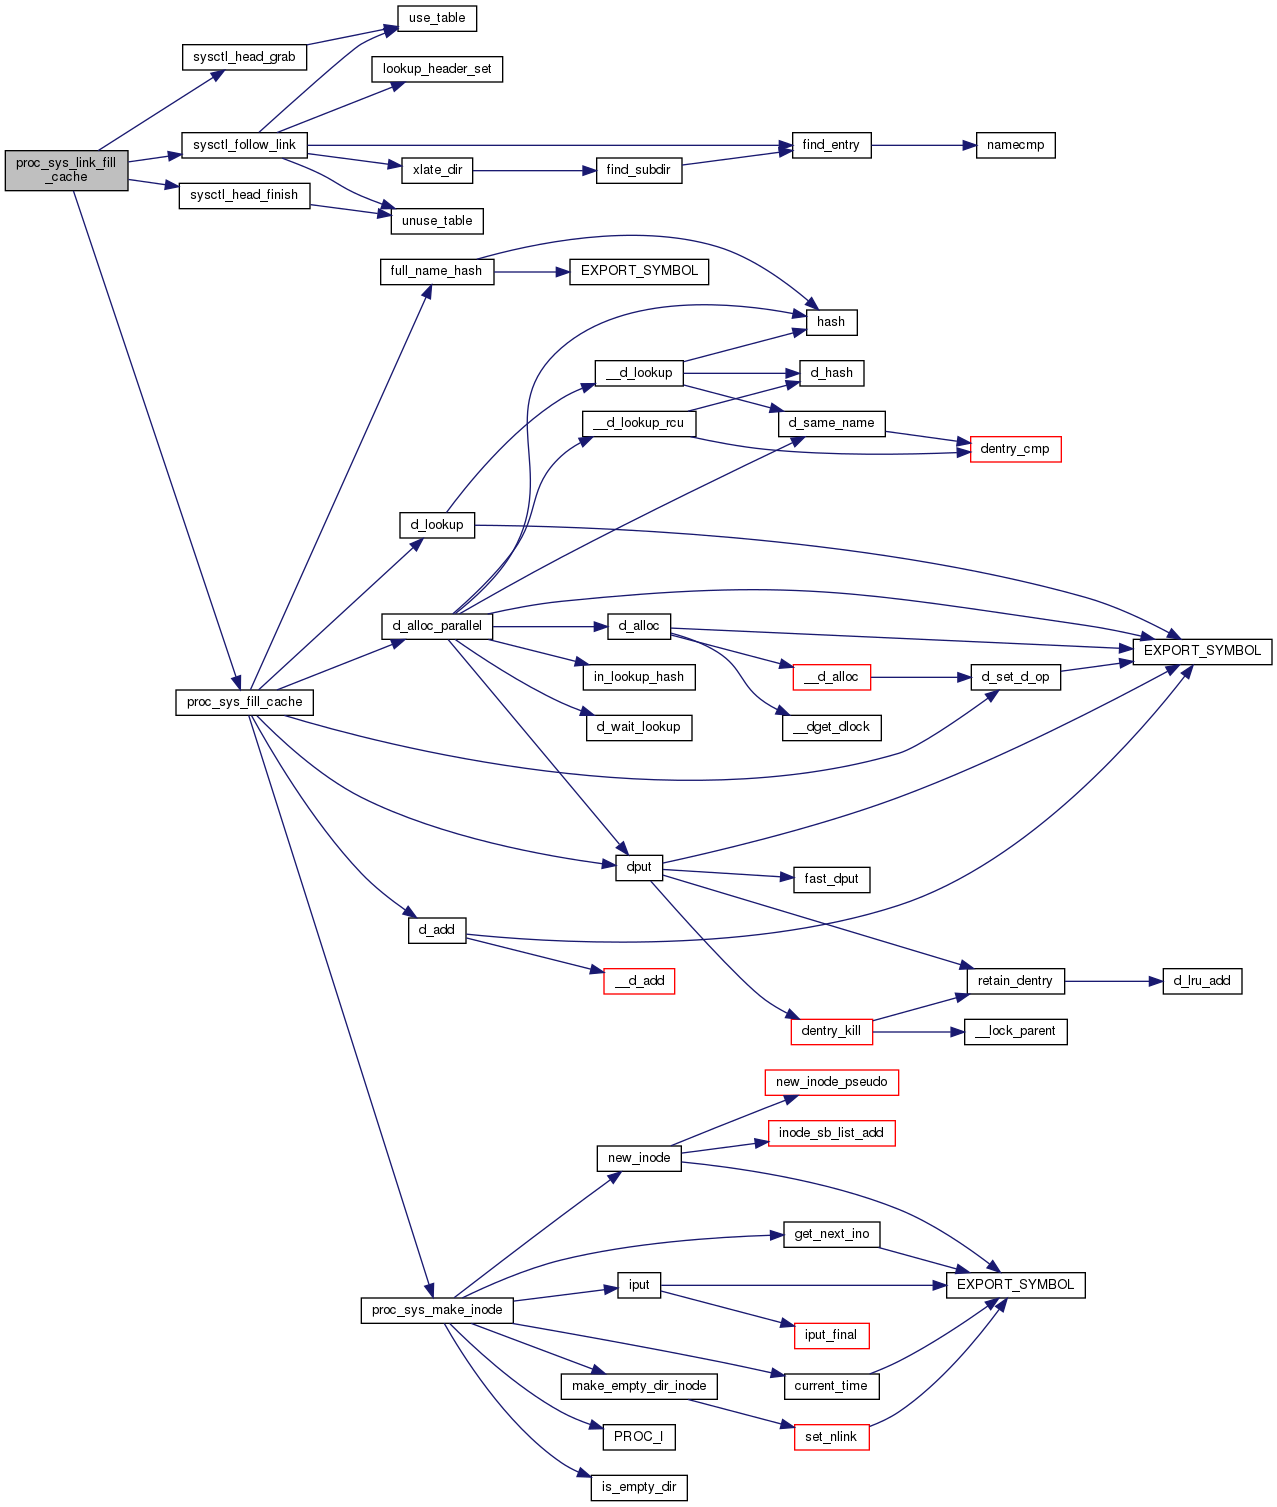 use_table
sysctl_head_grab
lookup_header_set
sysctl_follow_link
find_entry
namecmp
proc_sys_link_fill
_cache
xlate_dir
find_subdir
sysctl_head_finish
unuse_table
full_name_hash
EXPORT_SYMBOL
hash
__d_lookup
d_hash
__d_lookup_rcu
d_same_name
dentry_cmp
d_lookup
d_alloc_parallel
d_alloc
EXPORT_SYMBOL
in_lookup_hash
__d_alloc
d_set_d_op
proc_sys_fill_cache
d_wait_lookup
__dget_dlock
dput
fast_dput
d_add
__d_add
retain_dentry
d_lru_add
dentry_kill
__lock_parent
new_inode_pseudo
inode_sb_list_add
new_inode
get_next_ino
iput
EXPORT_SYMBOL
proc_sys_make_inode
iput_final
make_empty_dir_inode
current_time
PROC_I
set_nlink
is_empty_dir